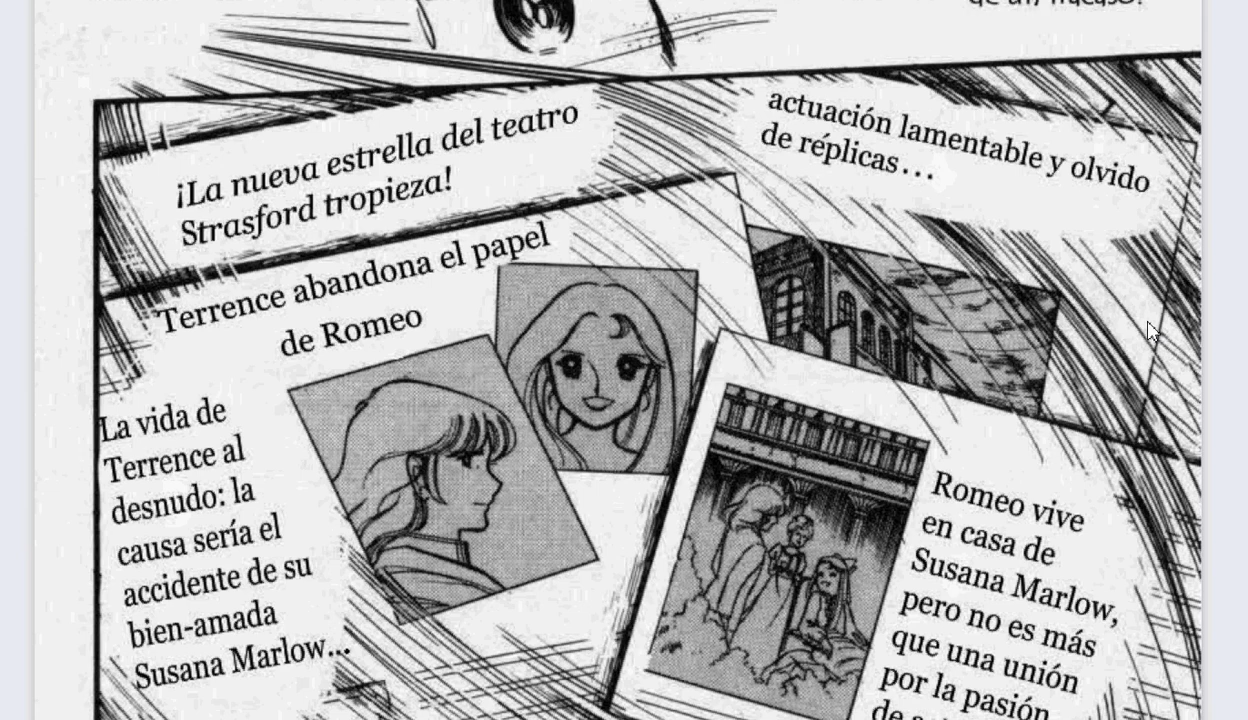 ¡La nueva estrella del teatro
Strasford tropieza!
actuación lamentable y olvido
de réplicas...
Terrence abandona el papel
de Romeo
La vida de
Terrence al
desnudo: la
causa sería el
accidente de su
bien-amada
Susana Marlow...
Romeo vive
en casa de
Susana Marlow,
pero no es más
que una unión
por la pasión